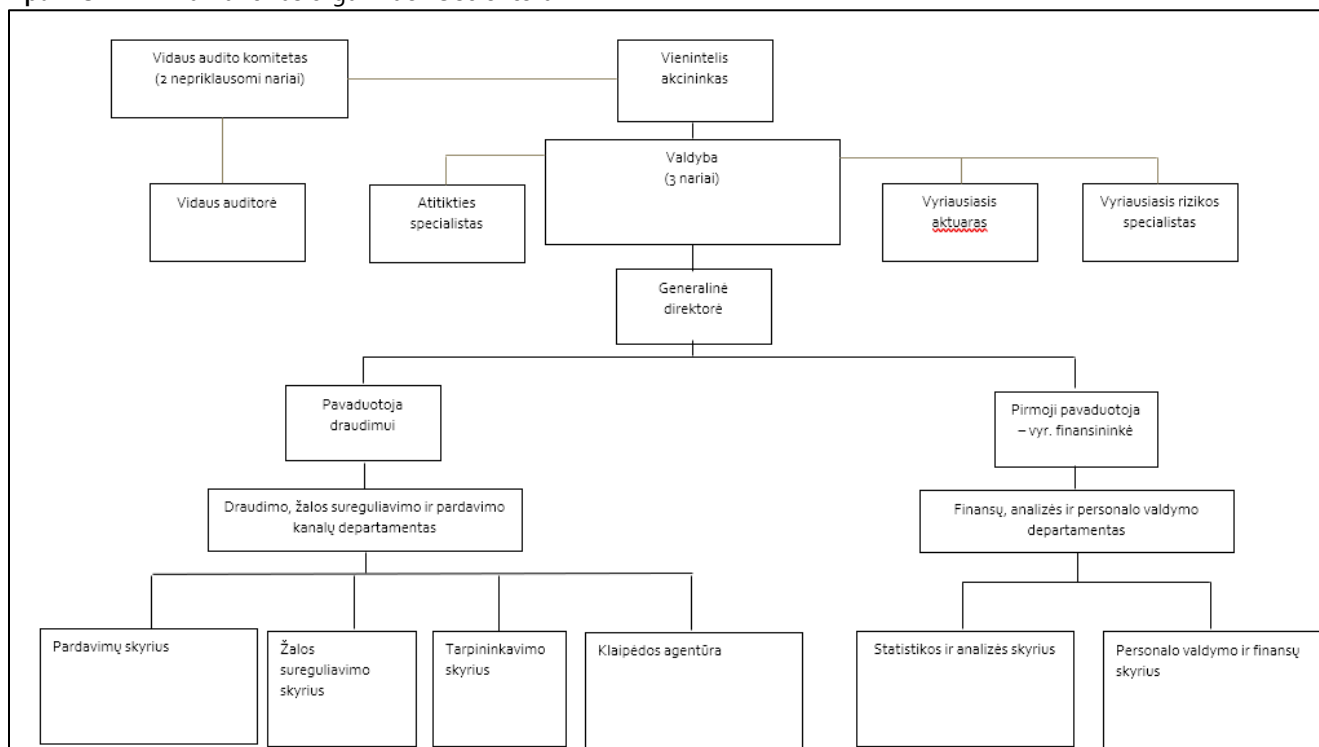 Vidaus audito komitetas
(2 nepriklausomi nariai)
Vienintelis
akcininkas
Valdyba
(3 nariai)
Vidaus auditorė
Atitikties
specialistas
Vyriausiasis
aktuaras
Vyriausiasis rizikos
specialistas
Generalinė
direktorė
Pavaduotoja
draudimui
Pirmoji pavaduotoja
– vyr. finansininkė
Draudimo, žalos sureguliavimo ir pardavimo
kanalų departamentas
Finansų, analizės ir personalo valdymo
departamentas
Pardavimų skyrius
Žalos
sureguliavimo
skyrius
Tarpininkavimo
skyrius
Klaipėdos agentūra
Statistikos ir analizės skyrius
Personalo valdymo ir finansų
skyrius